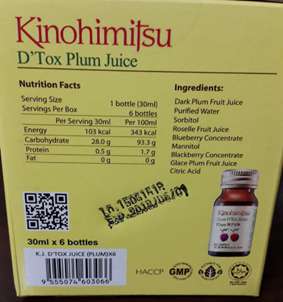 Kinohimitsu
D'Tox Plum Juice
Nutrition Facts
Serving Size 1 bottle (30ml)
Servings Per Box 6 bottles
Per Serving 30ml Per 100ml
Energy 103 kcal 343 kcal
Carbohydrate 28.0 g 93.3 g
Protein 0.5 g 1.7 g
Fat 0 g 0 g
Ingredients:
Dark Plum Fruit Juice
Purified Water
Sorbitol
Roselle Fruit Juice
Blueberry Concentrate
Mannitol
Blackberry Concentrate
Glace Plum Fruit Juice
Citric Acid
30ml x 6 bottles
K.J. D'TOX JUICE (PLUM)X6
9 555074 603066
HACCP
GMP